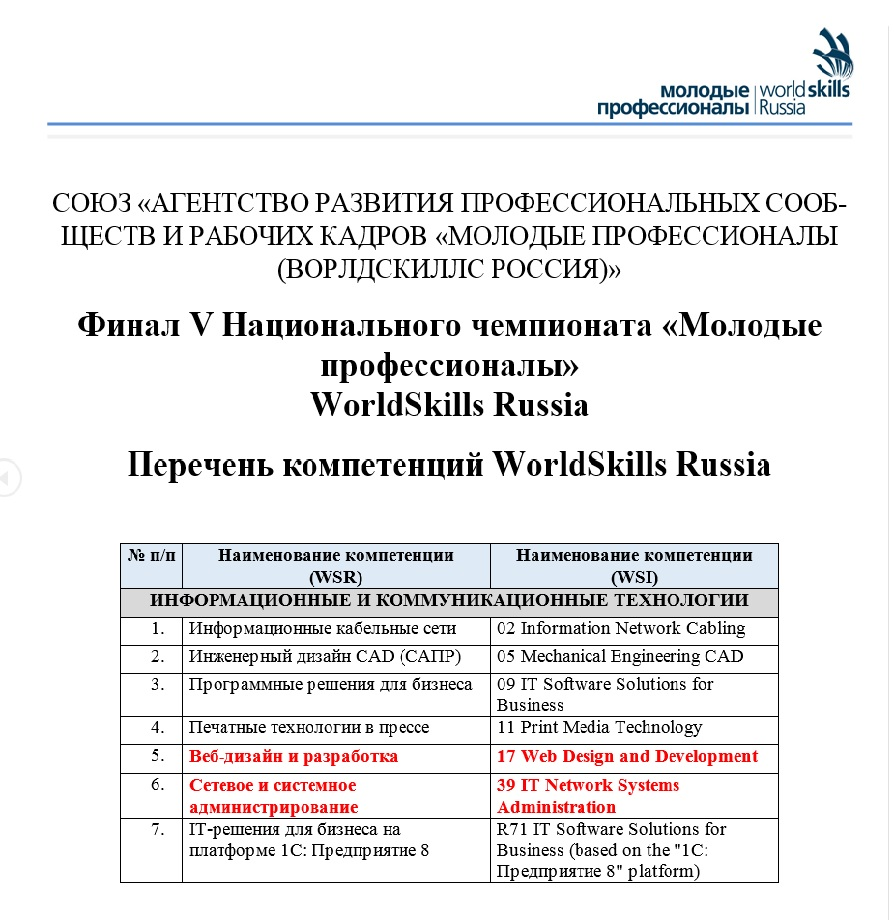 молодые
профессионалы
worldskills
Russia
СОЮЗ «АГЕНТСТВО РАЗВИТИЯ ПРОФЕССИОНАЛЬНЫХ СООБ-
ЩЕСТВ И РАБОЧИХ КАДРОВ «МОЛОДЫЕ ПРОФЕССИОНАЛЫ
(ВОРЛДСКИЛЛС РОССИЯ)»
Финал V Национального чемпионата «Молодые
профессионалы»
WorldSkills Russia
Перечень компетенций WorldSkills Russia
№ п/п
Наименование компетенции
(WSR)
Наименование компетенции
(WSI)
ИНФОРМАЦИОННЫЕ И КОММУНИКАЦИОННЫЕ ТЕХНОЛОГИИ
1. Информационные кабельные сети 02 Information Network Cabling
2. Инженерный дизайн CAD (САПР) 05 Mechanical Engineering CAD
3. Программные решения для бизнеса 09 IT Software Solutions for
Business
4. Печатные технологии в прессе 11 Print Media Technology
5. Веб-дизайн и разработка 17 Web Design and Development
6. Сетевое и системное
администрирование
39 IT Network Systems
Administration
7. IT-решения для бизнеса на
платформе 1С: Предприятие 8
R71 IT Software Solutions for
Business (based on the "1C:
Предприятие 8" platform)